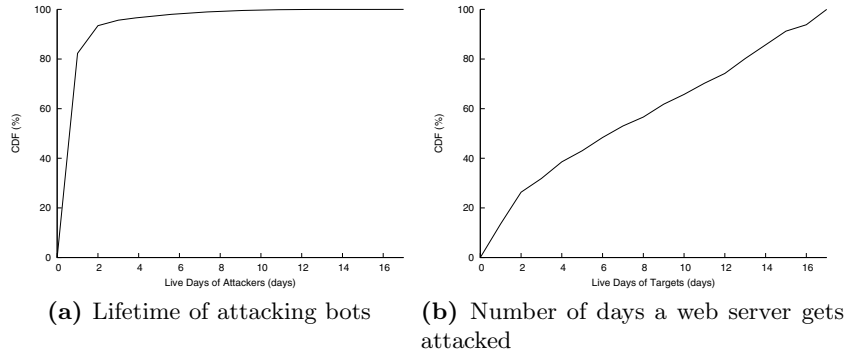 100
80
60
40
20
0
CDF (%)
0 2 4 6 8 10 12 14 16
Live Days of Attackers (days)
(a) Lifetime of attacking bots
100
80
60
40
20
0
CDF (%)
0 2 4 6 8 10 12 14 16
Live Days of Targets (days)
(b) Number of days a web server gets
attacked